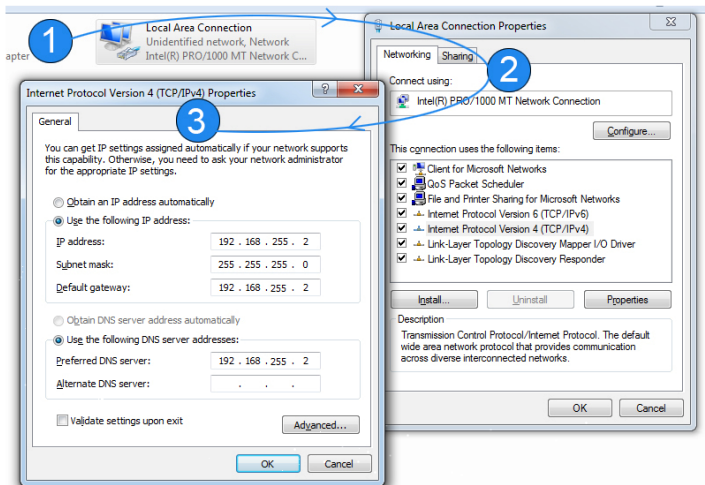 1
apter
Local Area Connection
Unidentified network, Network
Intel(R) PRO/1000 MT Network C...
2
Local Area Connection Properties
Networking
Sharing
Connect using:
Intel(R) PRO/1000 MT Network Connection
Configure...
This connection uses the following items:
Client for Microsoft Networks
QoS Packet Scheduler
File and Printer Sharing for Microsoft Networks
Internet Protocol Version 6 (TCP/IPv6)
Internet Protocol Version 4 (TCP/IPv4)
Link-Layer Topology Discovery Mapper I/O Driver
Link-Layer Topology Discovery Responder
Install...
Uninstall
Properties
Description
Transmission Control Protocol/Internet Protocol. The default
wide area network protocol that provides communication
across diverse interconnected networks.
OK
Cancel
3
Internet Protocol Version 4 (TCP/IPv4) Properties
General
You can get IP settings assigned automatically if your network supports
this capability. Otherwise, you need to ask your network administrator
for the appropriate IP settings.
Obtain an IP address automatically
Use the following IP address:
IP address: 192 . 168 . 255 . 2
Subnet mask: 255 . 255 . 255 . 0
Default gateway: 192 . 168 . 255 . 2
Obtain DNS server address automatically
Use the following DNS server addresses:
Preferred DNS server: 192 . 168 . 255 . 2
Alternate DNS server: . . .
Validate settings upon exit
Advanced...
OK
Cancel